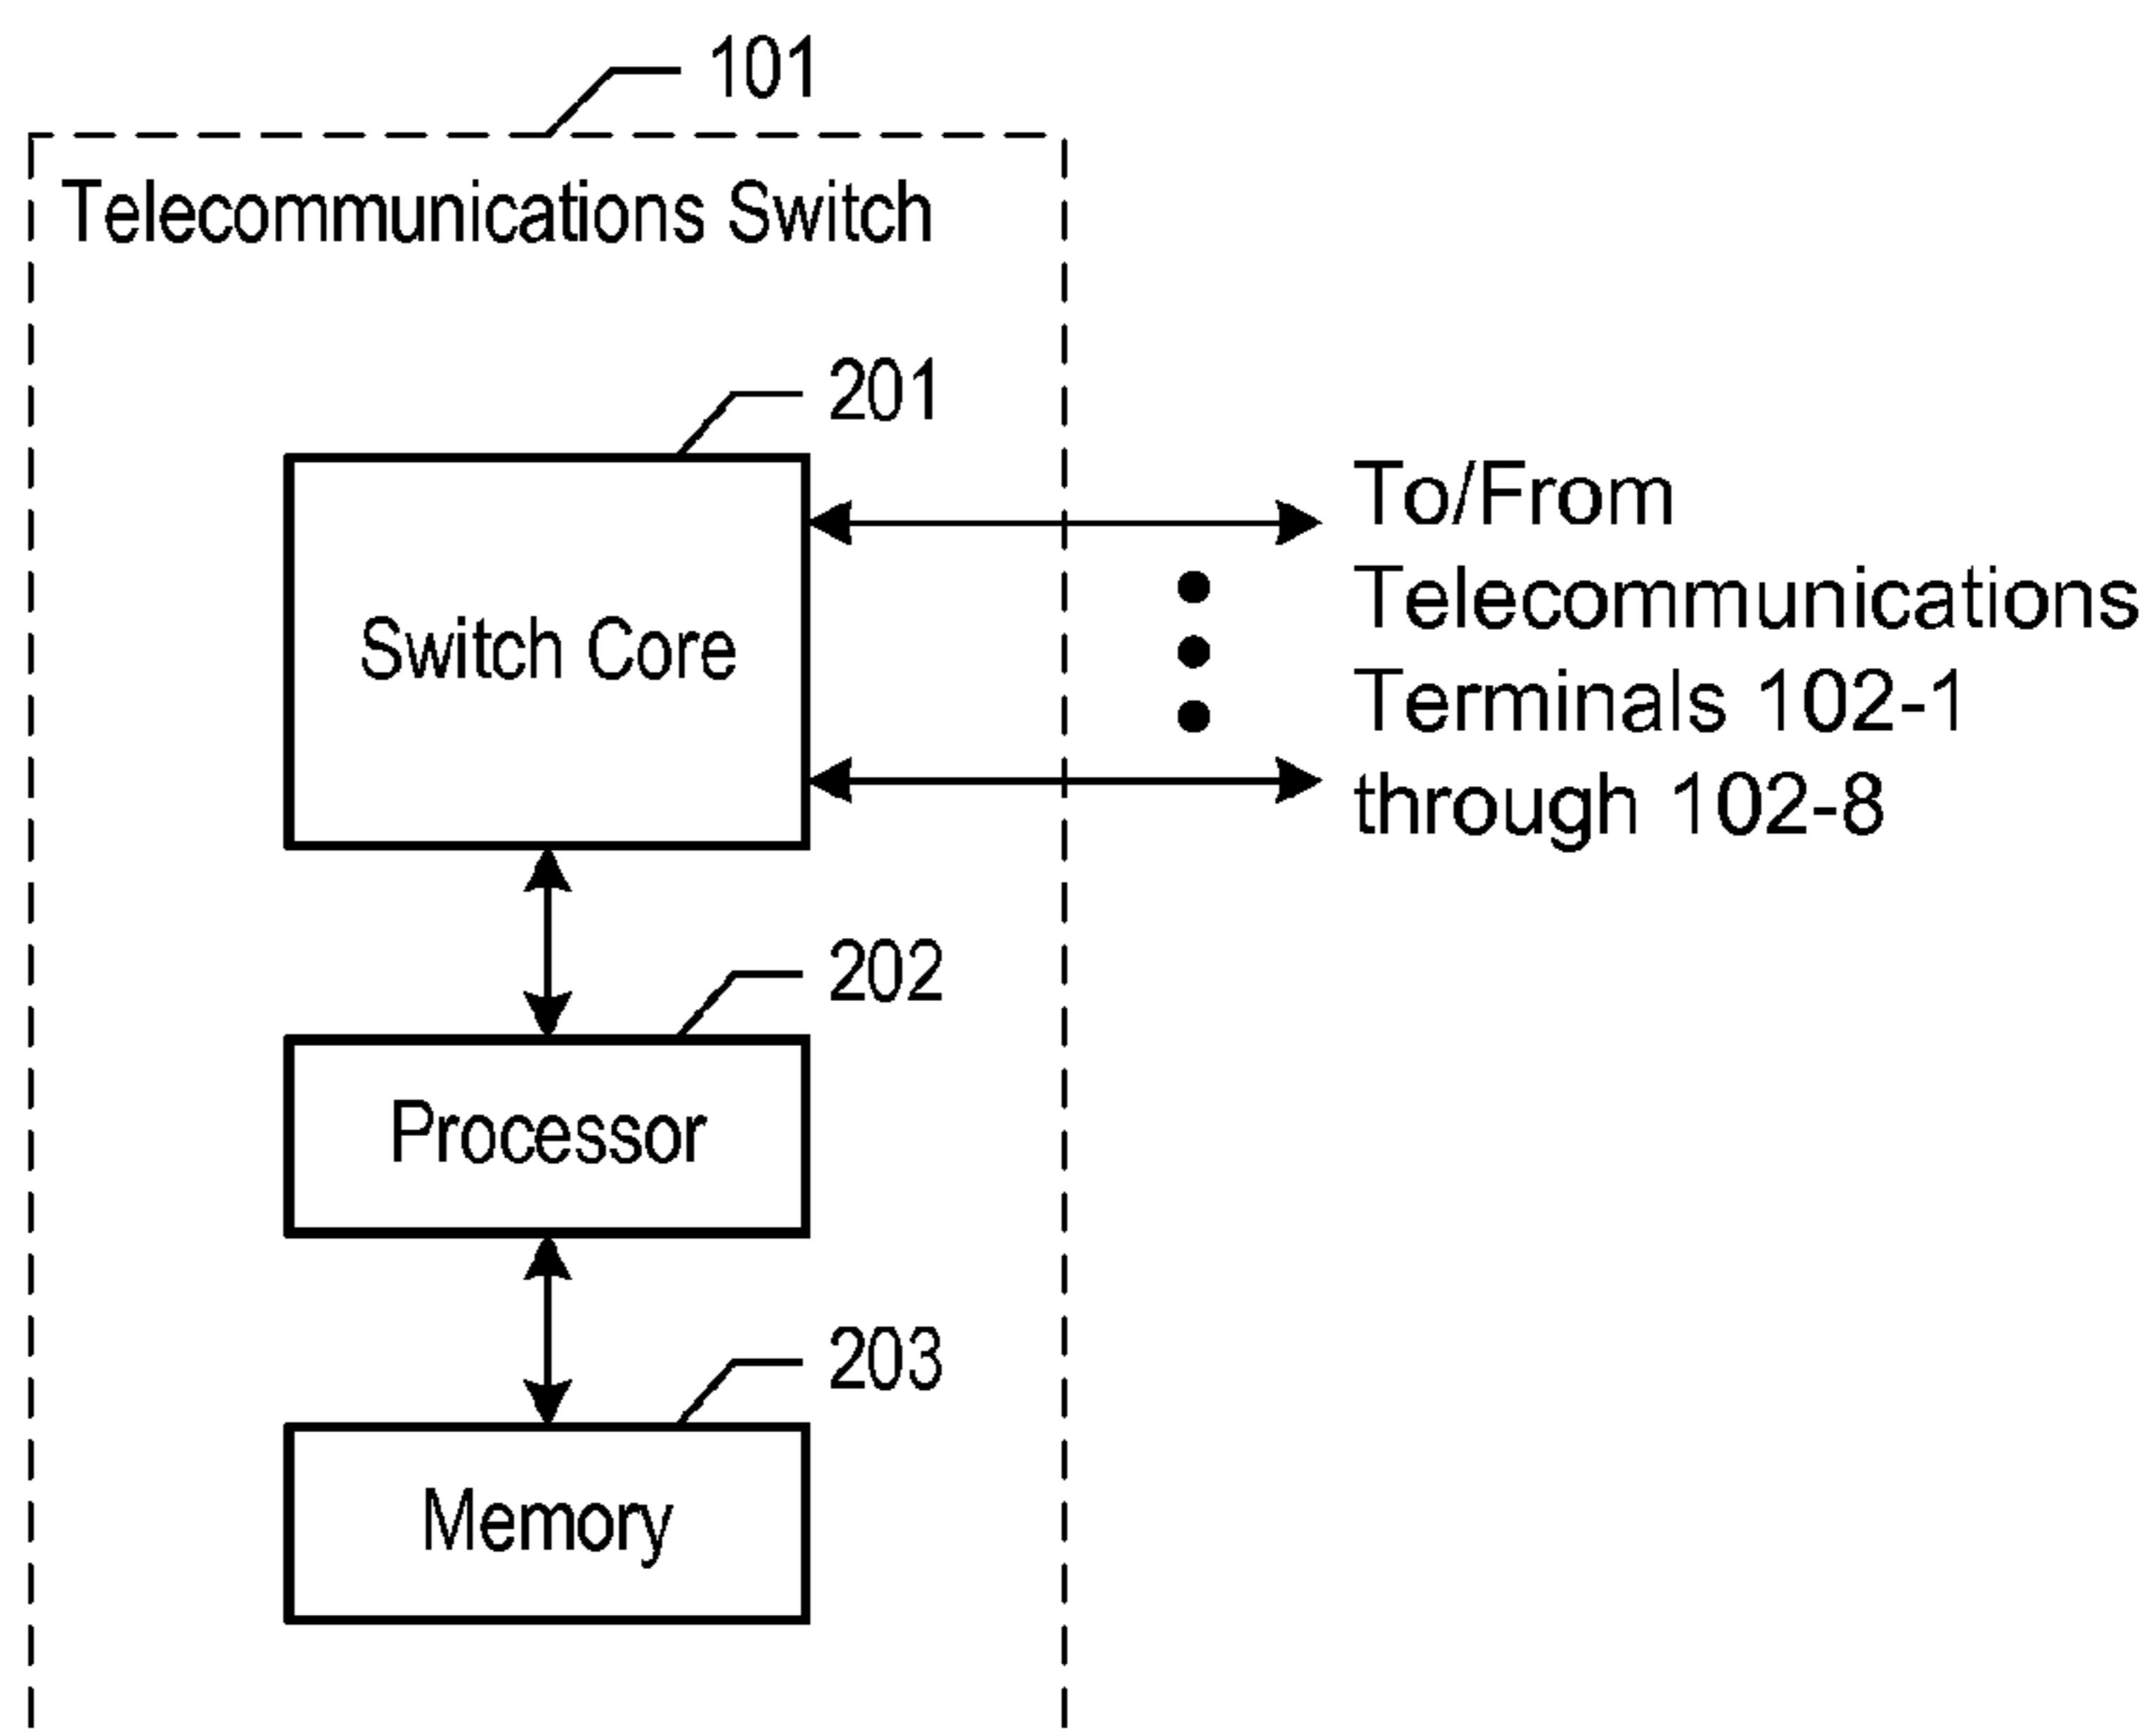 101
Telecommunications Switch
201
Switch Core
To/From
Telecommunications
Terminals 102-1
through 102-8
202
Processor
203
Memory